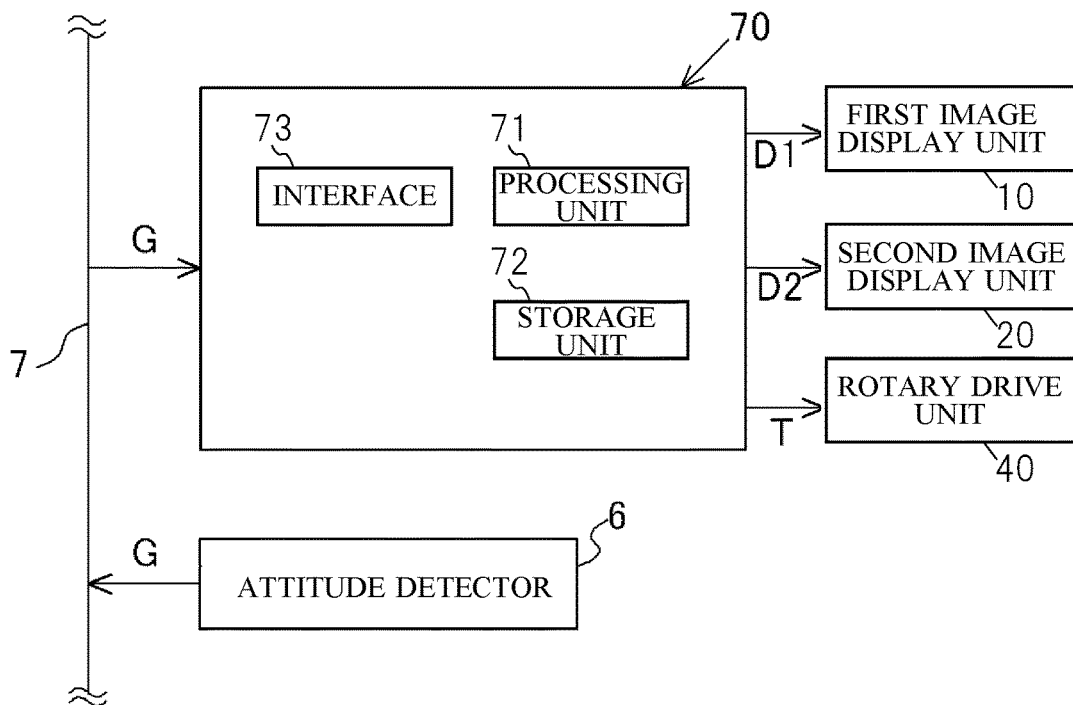 70
FIRST IMAGE
DISPLAY UNIT
D1
10
73
INTERFACE
71
PROCESSING
UNIT
G
SECOND IMAGE
DISPLAY UNIT
D2
20
72
STORAGE
UNIT
7
ROTARY DRIVE
UNIT
T
40
6
G
ATTITUDE DETECTOR